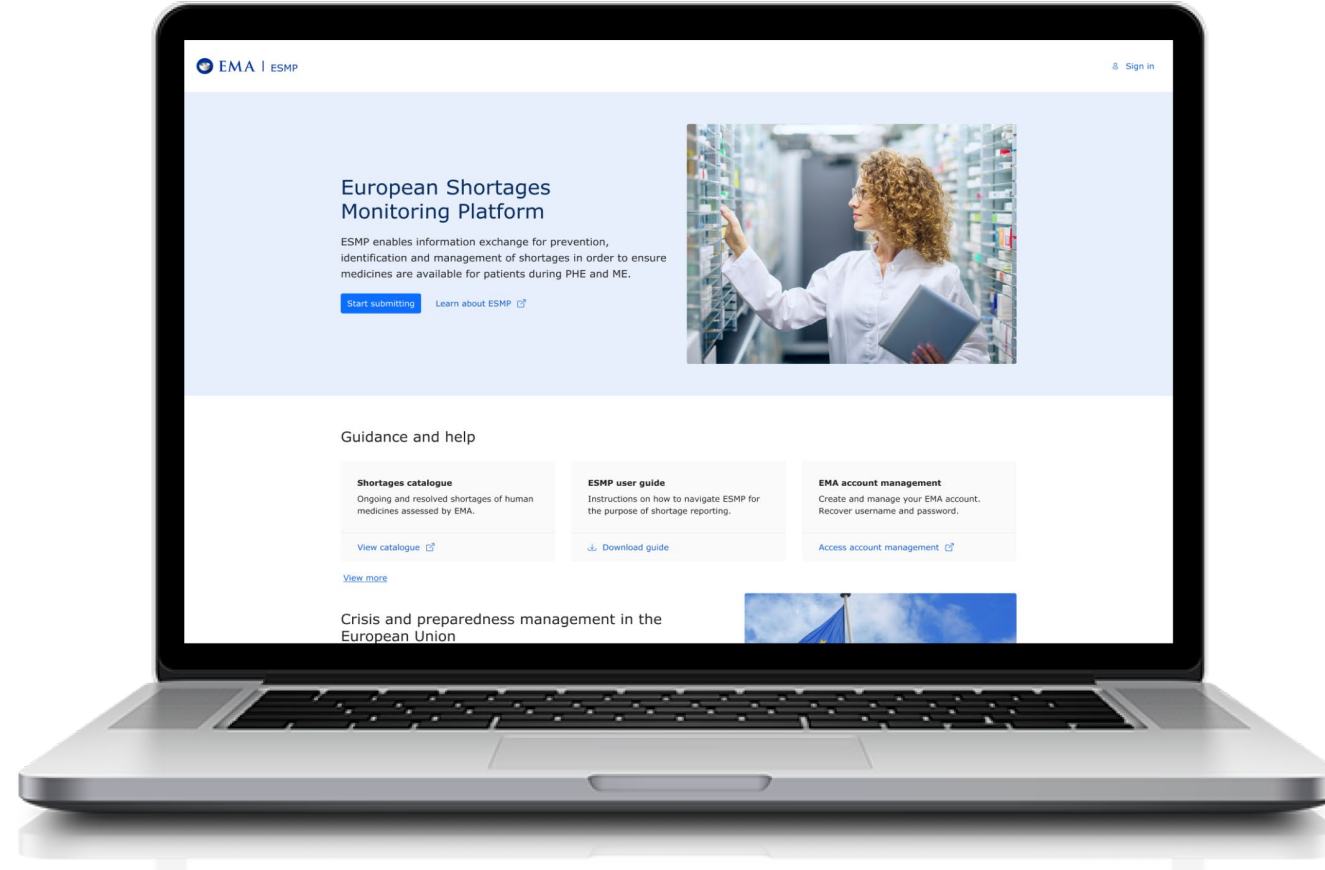 EMA | ESMP
Sign in
European Shortages
Monitoring Platform
ESMP enables information exchange for prevention,
identification and management of shortages in order to ensure
medicines are available for patients during PHE and ME.
Start submitting
Learn about ESMP
Guidance and help
Shortages catalogue
Ongoing and resolved shortages of human
medicines assessed by EMA.
View catalogue
ESMP user guide
Instructions on how to navigate ESMP for
the purpose of shortage reporting.
Download guide
EMA account management
Create and manage your EMA account.
Recover username and password.
Access account management
View more
Crisis and preparedness management in the
European Union